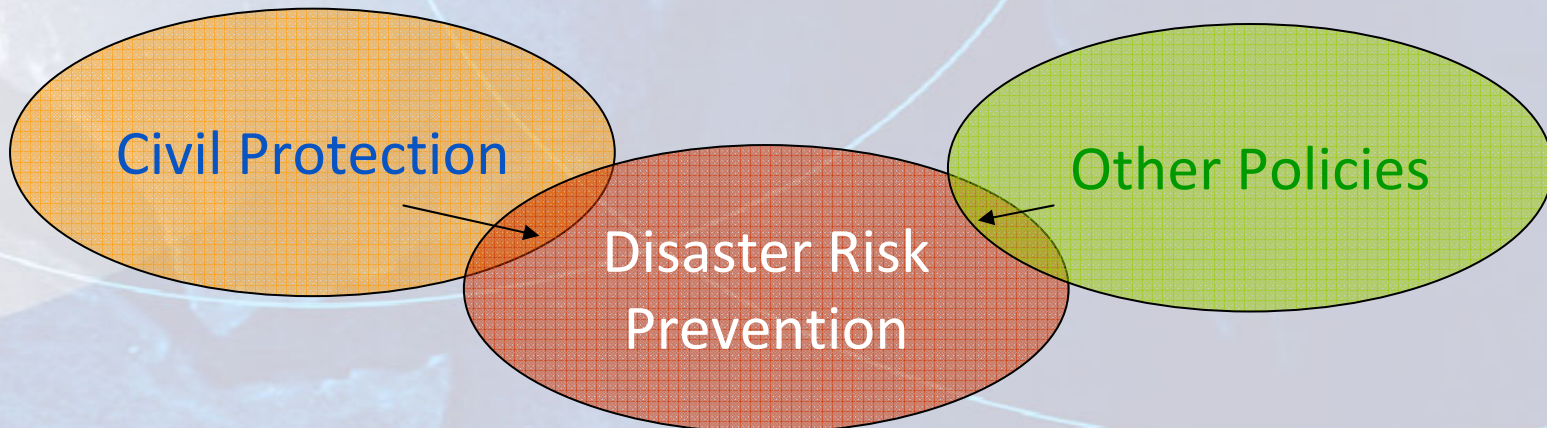 Civil Protection
Other Policies
Disaster Risk
Prevention